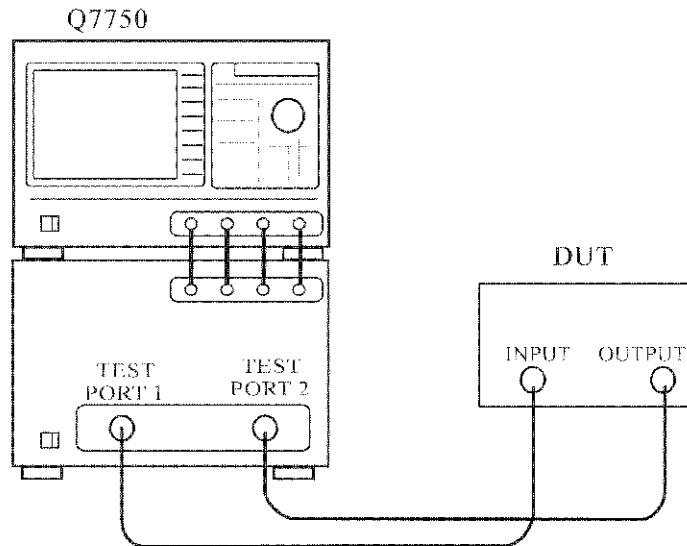 Q7750
DUT
INPUT OUTPUT
TEST
PORT 1
TEST
PORT 2